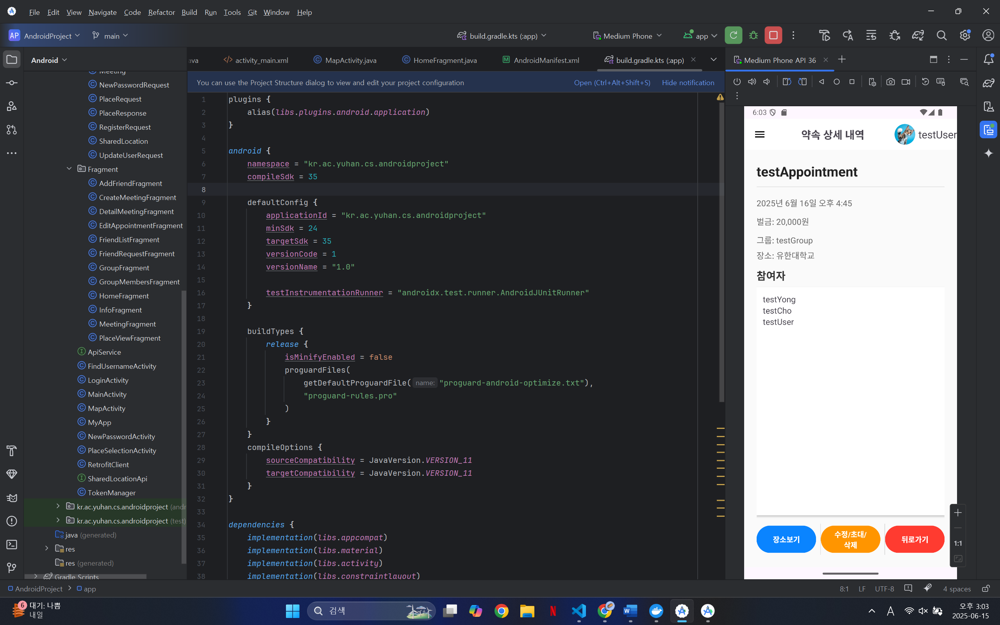 File Edit View Navigate Code Refactor Build Run Tools Git Window Help
AP AndroidProject main build.gradle.kts (:app) Medium Phone app
Android
ava activity_main.xml MapActivity.java HomeFragment.java AndroidManifest.xml build.gradle.kts (:app) Medium Phone API 36
You can use the Project Structure dialog to view and edit your project configuration Open (Ctrl+Alt+Shift+S) Hide notification
Meeting
NewPasswordRequest
PlaceRequest
PlaceResponse
RegisterRequest
SharedLocation
UpdateUserRequest
Fragment
AddFriendFragment
CreateMeetingFragment
DetailMeetingFragment
EditAppointmentFragment
FriendListFragment
FriendRequestFragment
GroupFragment
GroupMembersFragment
HomeFragment
InfoFragment
MeetingFragment
PlaceViewFragment
ApiService
FindUsernameActivity
LoginActivity
MainActivity
MapActivity
MyApp
NewPasswordActivity
PlaceSelectionActivity
RetrofitClient
SharedLocationApi
TokenManager
kr.ac.yuhan.cs.androidproject (andr
kr.ac.yuhan.cs.androidproject (test)
java (generated)
res
res (generated)
Gradle Scripts
1 plugins {
2 alias(libs.plugins.android.application)
3 }
4
5 android {
6 namespace = "kr.ac.yuhan.cs.androidproject"
7 compileSdk = 35
8
9 defaultConfig {
10 applicationId = "kr.ac.yuhan.cs.androidproject"
11 minSdk = 24
12 targetSdk = 35
13 versionCode = 1
14 versionName = "1.0"
15
16 testInstrumentationRunner = "androidx.test.runner.AndroidJUnitRunner"
17 }
18
19 buildTypes {
20 release {
21 isMinifyEnabled = false
22 proguardFiles(
23 getDefaultProguardFile( name: "proguard-android-optimize.txt"),
24 "proguard-rules.pro"
25 )
26 }
27 }
28 compileOptions {
29 sourceCompatibility = JavaVersion.VERSION_11
30 targetCompatibility = JavaVersion.VERSION_11
31 }
32 }
33
34 dependencies {
35 implementation(libs.appcompat)
36 implementation(libs.material)
37 implementation(libs.activity)
38 implementation(libs.constraintlayout)
6:03
약속 상세 내역 testUser
testAppointment
2025년 6월 16일 오후 4:45
벌금: 20,000원
그룹: testGroup
장소: 유한대학교
참여자
testYong
testCho
testUser
장소보기
수정/초대/
삭제
뒤로가기
1:1
AndroidProject app 8:1 LF UTF-8 4 spaces
6 대기: 나쁨
내일
검색
A
오후 3:03
2025-06-15